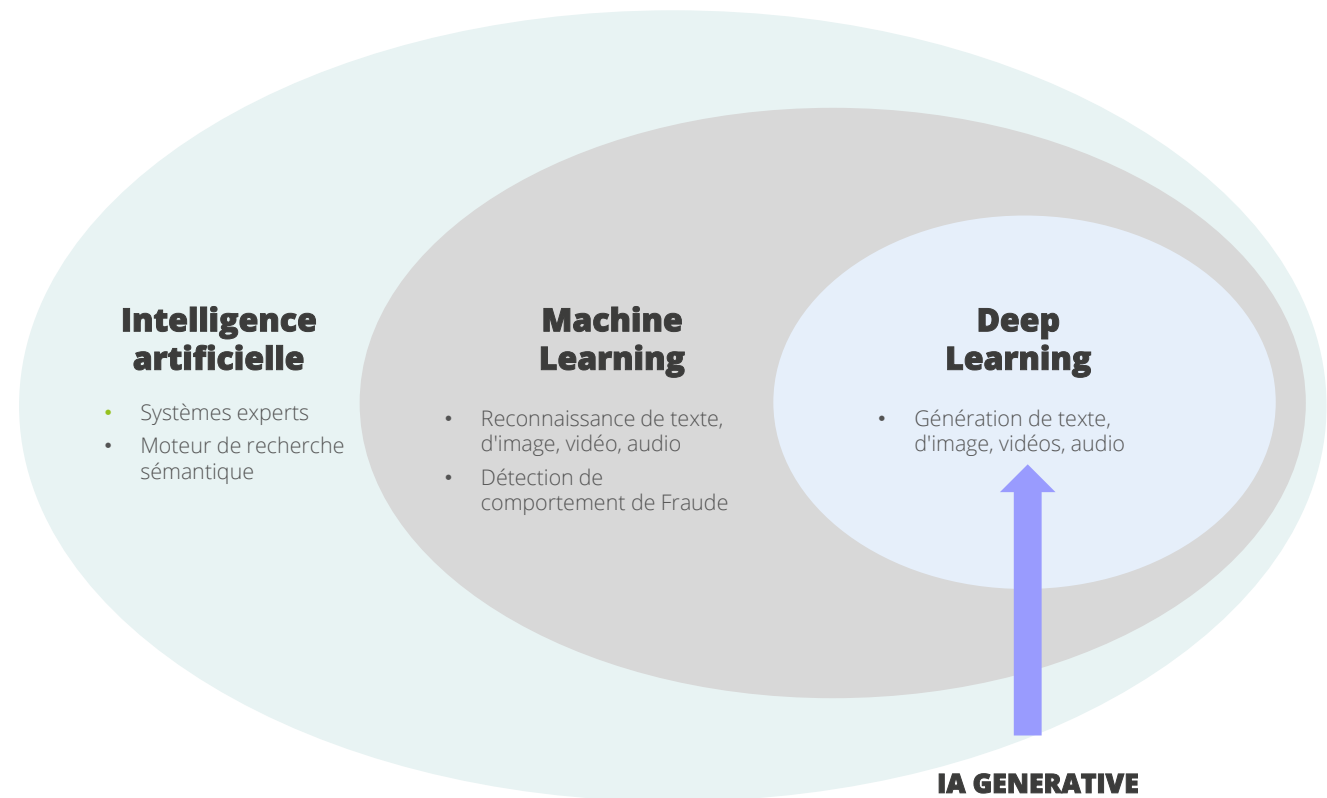 Intelligence
artificielle
• Systèmes experts
• Moteur de recherche
sémantique
Machine
Learning
• Reconnaissance de texte,
d'image, vidéo, audio
• Détection de
comportement de Fraude
Deep
Learning
• Génération de texte,
d'image, vidéos, audio
IA GENERATIVE